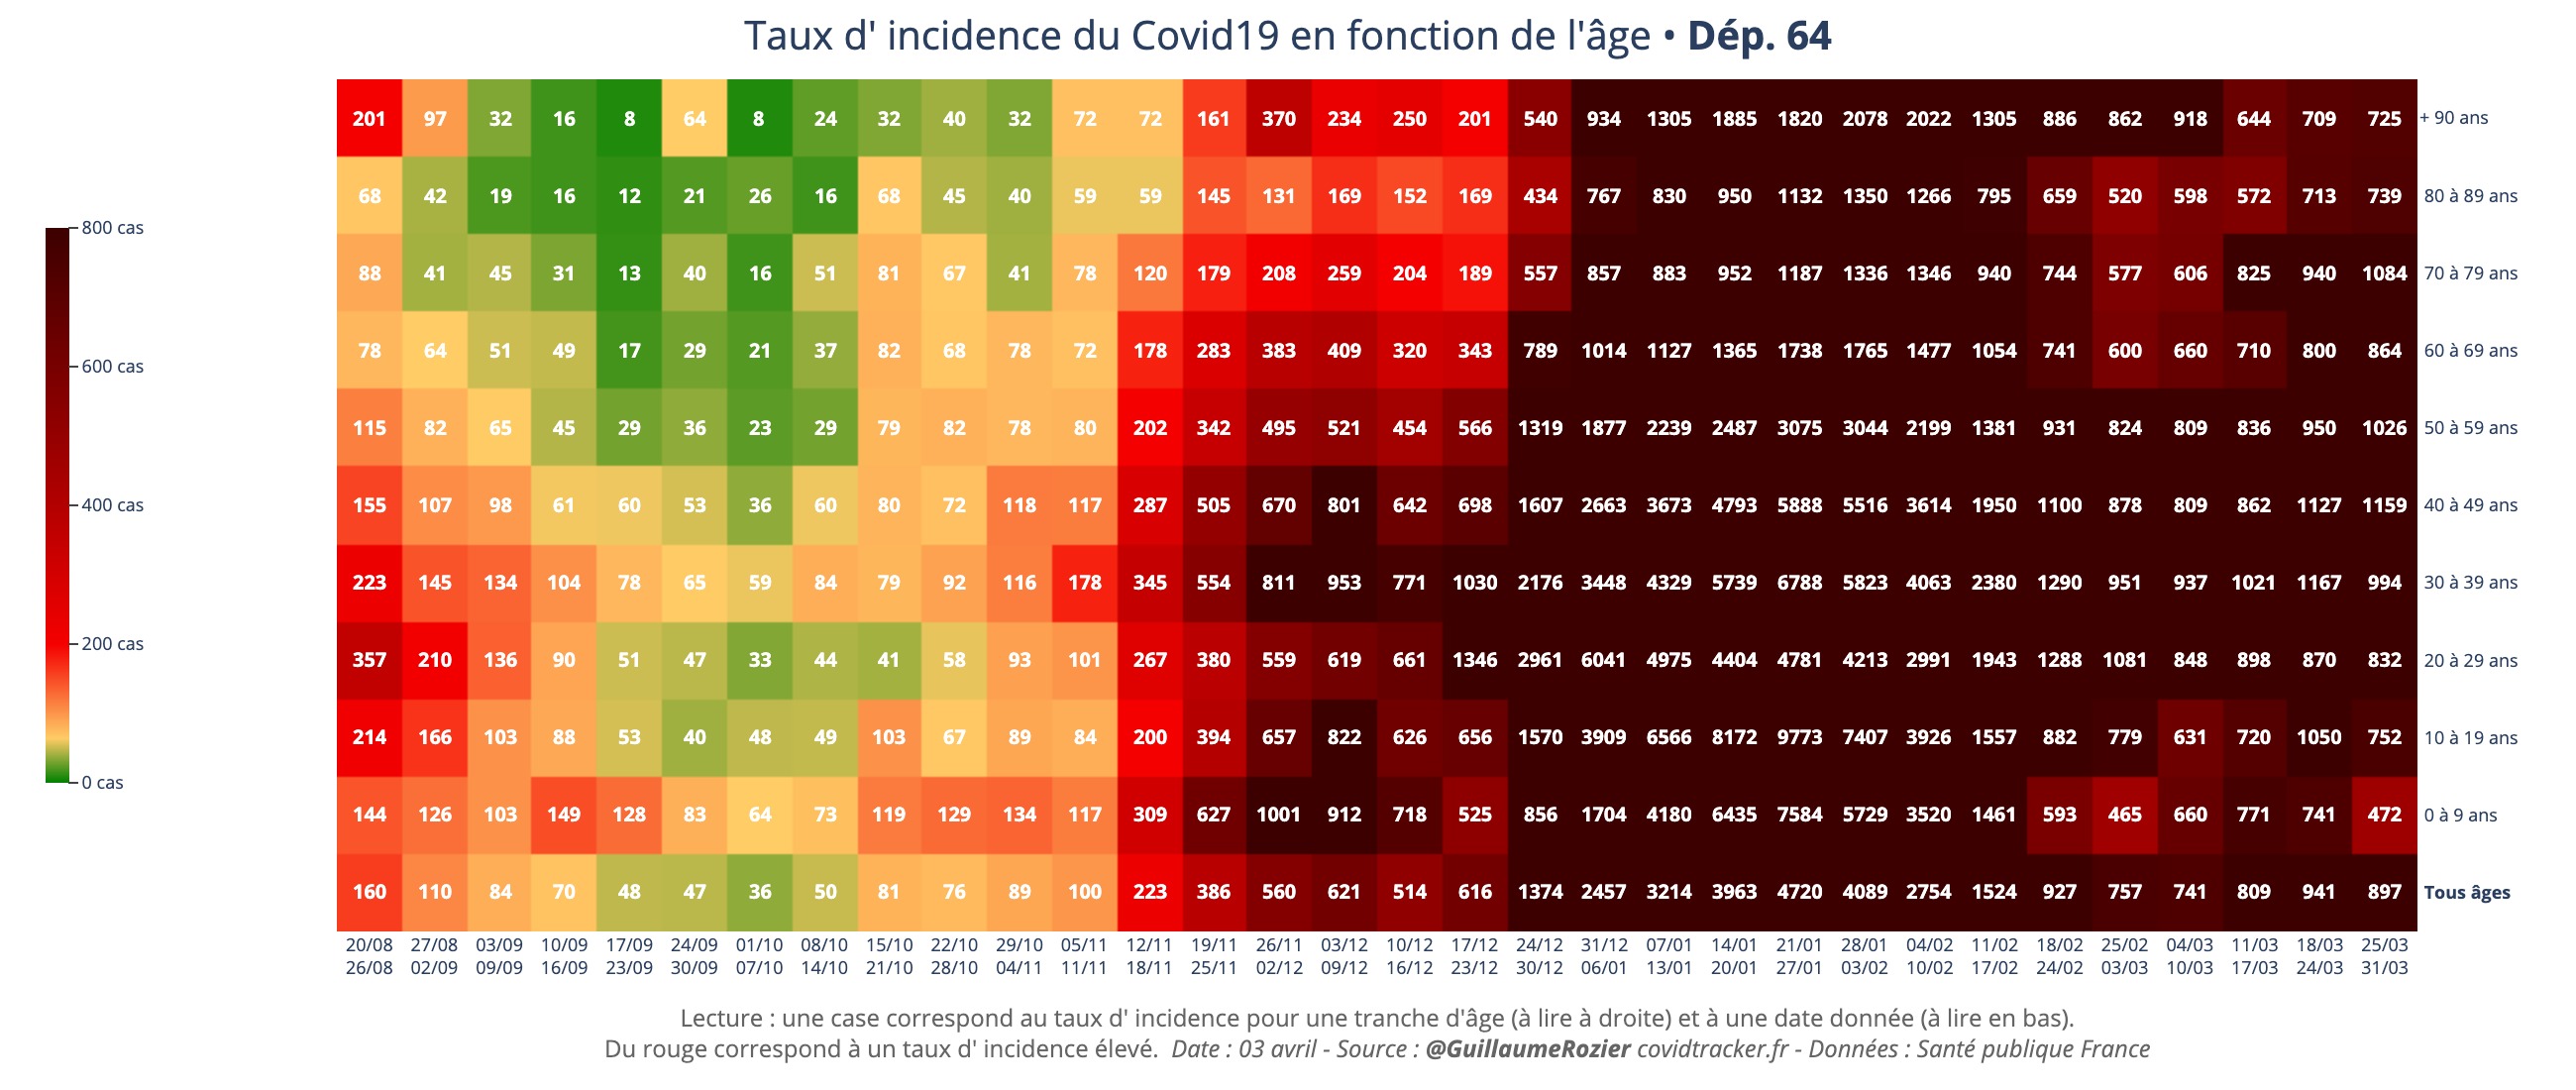 Taux d' incidence du Covid19 en fonction de l'âge • Dép. 64
201 97 32 16 8 64 8 24 32 40 32 72 72 161 370 234 250 201 540 934 1305 1885 1820 2078 2022 1305 886 862 918 644 709 725 + 90 ans
68 42 19 16 12 21 26 16 68 45 40 59 59 145 131 169 152 169 434 767 830 950 1132 1350 1266 795 659 520 598 572 713 739 80 à 89 ans
88 41 45 31 13 40 16 51 81 67 41 78 120 179 208 259 204 189 557 857 883 952 1187 1336 1346 940 744 577 606 825 940 1084 70 à 79 ans
78 64 51 49 17 29 21 37 82 68 78 72 178 283 383 409 320 343 789 1014 1127 1365 1738 1765 1477 1054 741 600 660 710 800 864 60 à 69 ans
115 82 65 45 29 36 23 29 79 82 78 80 202 342 495 521 454 566 1319 1877 2239 2487 3075 3044 2199 1381 931 824 809 836 950 1026 50 à 59 ans
155 107 98 61 60 53 36 60 80 72 118 117 287 505 670 801 642 698 1607 2663 3673 4793 5888 5516 3614 1950 1100 878 809 862 1127 1159 40 à 49 ans
223 145 134 104 78 65 59 84 79 92 116 178 345 554 811 953 771 1030 2176 3448 4329 5739 6788 5823 4063 2380 1290 951 937 1021 1167 994 30 à 39 ans
357 210 136 90 51 47 33 44 41 58 93 101 267 380 559 619 661 1346 2961 6041 4975 4404 4781 4213 2991 1943 1288 1081 848 898 870 832 20 à 29 ans
214 166 103 88 53 40 48 49 103 67 89 84 200 394 657 822 626 656 1570 3909 6566 8172 9773 7407 3926 1557 882 779 631 720 1050 752 10 à 19 ans
144 126 103 149 128 83 64 73 119 129 134 117 309 627 1001 912 718 525 856 1704 4180 6435 7584 5729 3520 1461 593 465 660 771 741 472 0 à 9 ans
160 110 84 70 48 47 36 50 81 76 89 100 223 386 560 621 514 616 1374 2457 3214 3963 4720 4089 2754 1524 927 757 741 809 941 897 Tous âges
20/08 27/08 03/09 10/09 17/09 24/09 01/10 08/10 15/10 22/10 29/10 05/11 12/11 19/11 26/11 03/12 10/12 17/12 24/12 31/12 07/01 14/01 21/01 28/01 04/02 11/02 18/02 25/02 04/03 11/03 18/03 25/03
26/08 02/09 09/09 16/09 23/09 30/09 07/10 14/10 21/10 28/10 04/11 11/11 18/11 25/11 02/12 09/12 16/12 23/12 30/12 06/01 13/01 20/01 27/01 03/02 10/02 17/02 24/02 03/03 10/03 17/03 24/03 31/03
800 cas
600 cas
400 cas
200 cas
0 cas
Lecture : une case correspond au taux d' incidence pour une tranche d'âge (à lire à droite) et à une date donnée (à lire en bas).
Du rouge correspond à un taux d' incidence élevé. Date : 03 avril - Source : @GuillaumeRozier covidtracker.fr - Données : Santé publique France